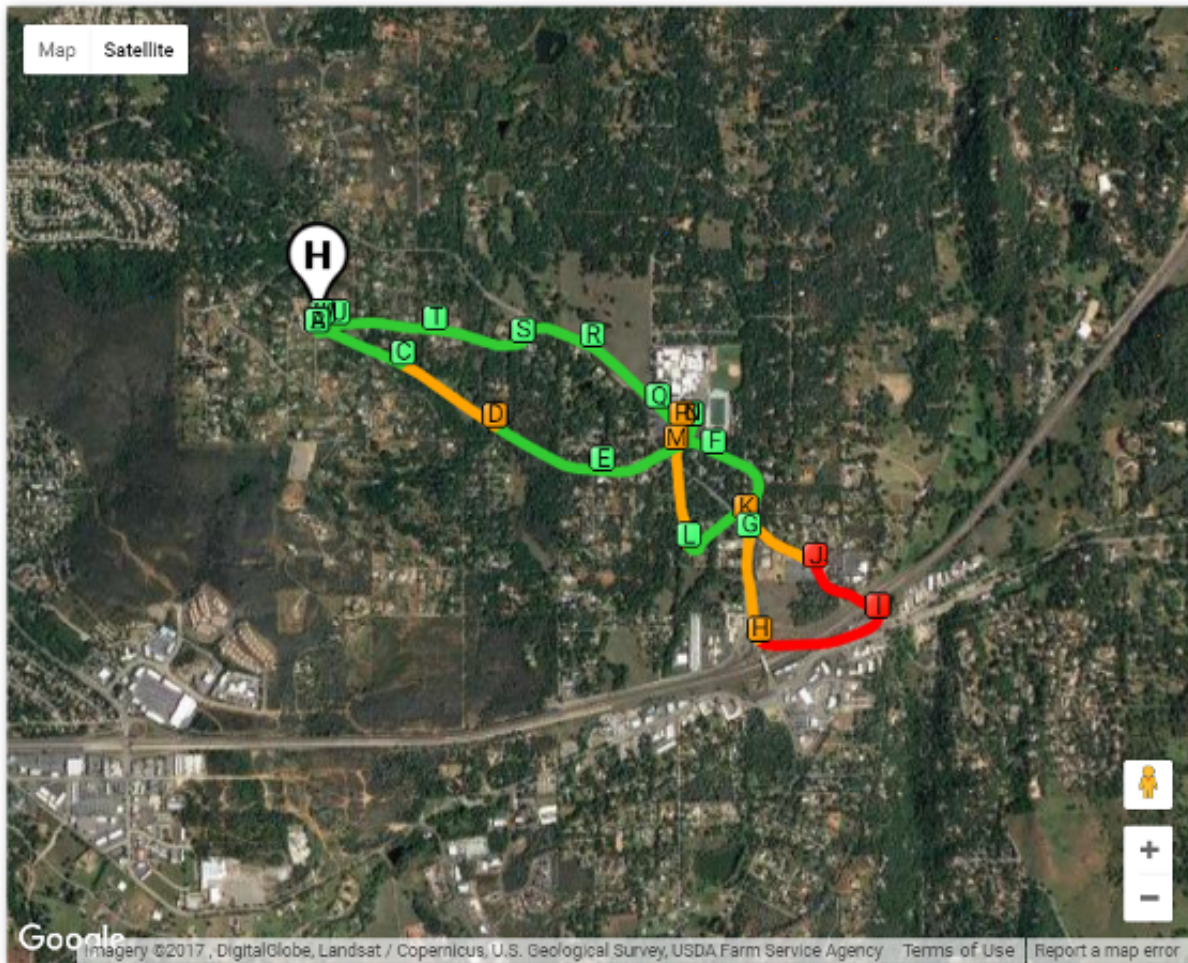 Map Satellite
H
A U T S R
C
Q
D P N
M F
E
K
G
L
J
I
H
+
−
Google
Imagery ©2017 , DigitalGlobe, Landsat / Copernicus, U.S. Geological Survey, USDA Farm Service Agency Terms of Use Report a map error